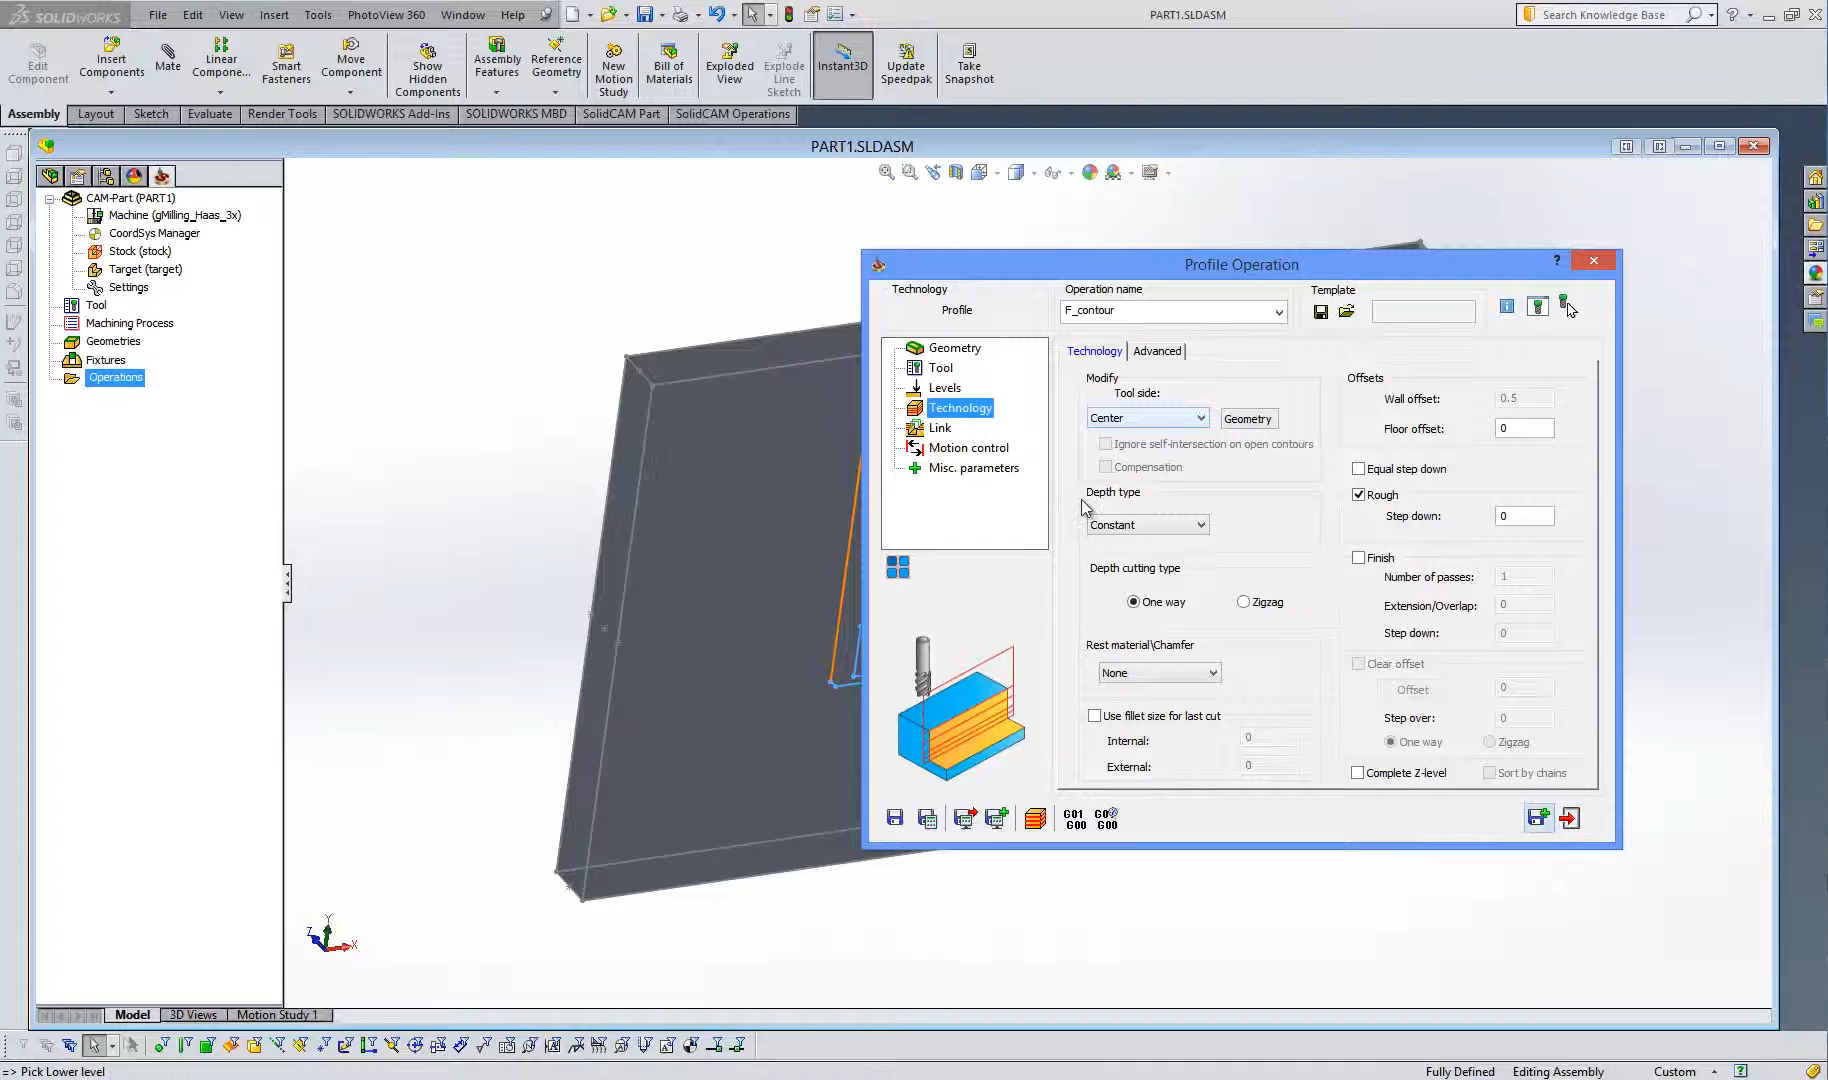 SOLIDWORKS
File Edit View Insert Tools PhotoView 360 Window Help
PART1.SLDASM
Search Knowledge Base
Edit Component
Insert Components
Mate
Linear Compone...
Smart Fasteners
Move Component
Show Hidden Components
Assembly Features
Reference Geometry
New Motion Study
Bill of Materials
Exploded View
Explode Line Sketch
Instant3D
Update Speedpak
Take Snapshot
Assembly Layout Sketch Evaluate Render Tools SOLIDWORKS Add-Ins SOLIDWORKS MBD SolidCAM Part SolidCAM Operations
PART1.SLDASM
CAM-Part (PART1)
Machine (gMilling_Haas_3x)
CoordSys Manager
Stock (stock)
Target (target)
Settings
Tool
Machining Process
Geometries
Fixtures
Operations
Profile Operation
?
Technology
Profile
Operation name
F_contour
Template
Geometry
Tool
Levels
Technology
Link
Motion control
Misc. parameters
Technology Advanced
Modify
Tool side:
Center
Geometry
Ignore self-intersection on open contours
Compensation
Depth type
Constant
Depth cutting type
One way Zigzag
Rest material\Chamfer
None
Use fillet size for last cut
Internal: 0
External: 0
Offsets
Wall offset: 0.5
Floor offset: 0
Equal step down
Rough
Step down: 0
Finish
Number of passes: 1
Extension/Overlap: 0
Step down: 0
Clear offset
Offset 0
Step over: 0
One way Zigzag
Complete Z-level Sort by chains
G01 G00
G0 G00
Y
Z
X
Model 3D Views Motion Study 1
=> Pick Lower level
Fully Defined Editing Assembly Custom